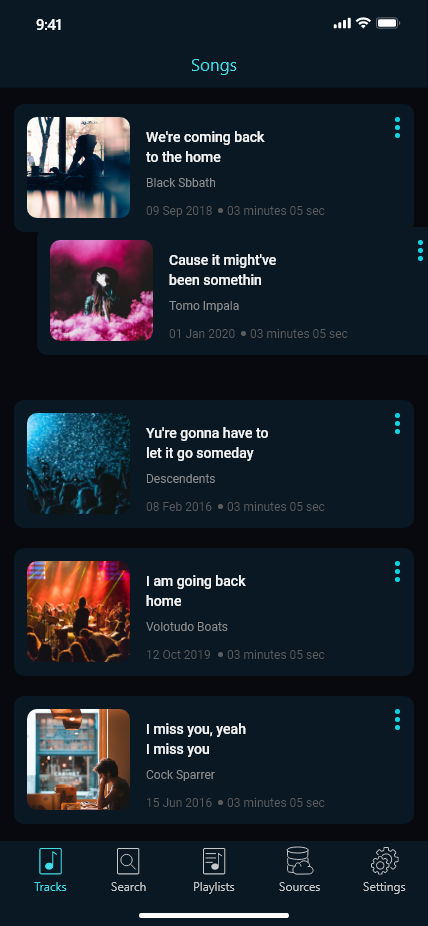 9:41
Songs
We're coming back
to the home
Black Sbbath
09 Sep 2018 • 03 minutes 05 sec
Cause it might've
been somethin
Tomo Impala
01 Jan 2020 • 03 minutes 05 sec
Yu're gonna have to
let it go someday
Descendents
08 Feb 2016 • 03 minutes 05 sec
I am going back
home
Volotudo Boats
12 Oct 2019 • 03 minutes 05 sec
I miss you, yeah
I miss you
Cock Sparrer
15 Jun 2016 • 03 minutes 05 sec
Tracks Search Playlists Sources Settings